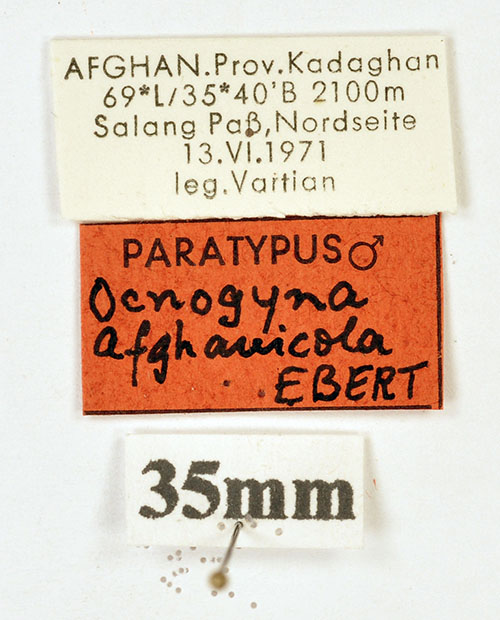 AFGHAN.Prov.Kadaghan
69*L/35*40'B 2100m
Salang Paß,Nordseite
13.VI.1971
leg.Vartian
PARATYPUS♂
Ocnogyna
afghanicola
EBERT
35mm